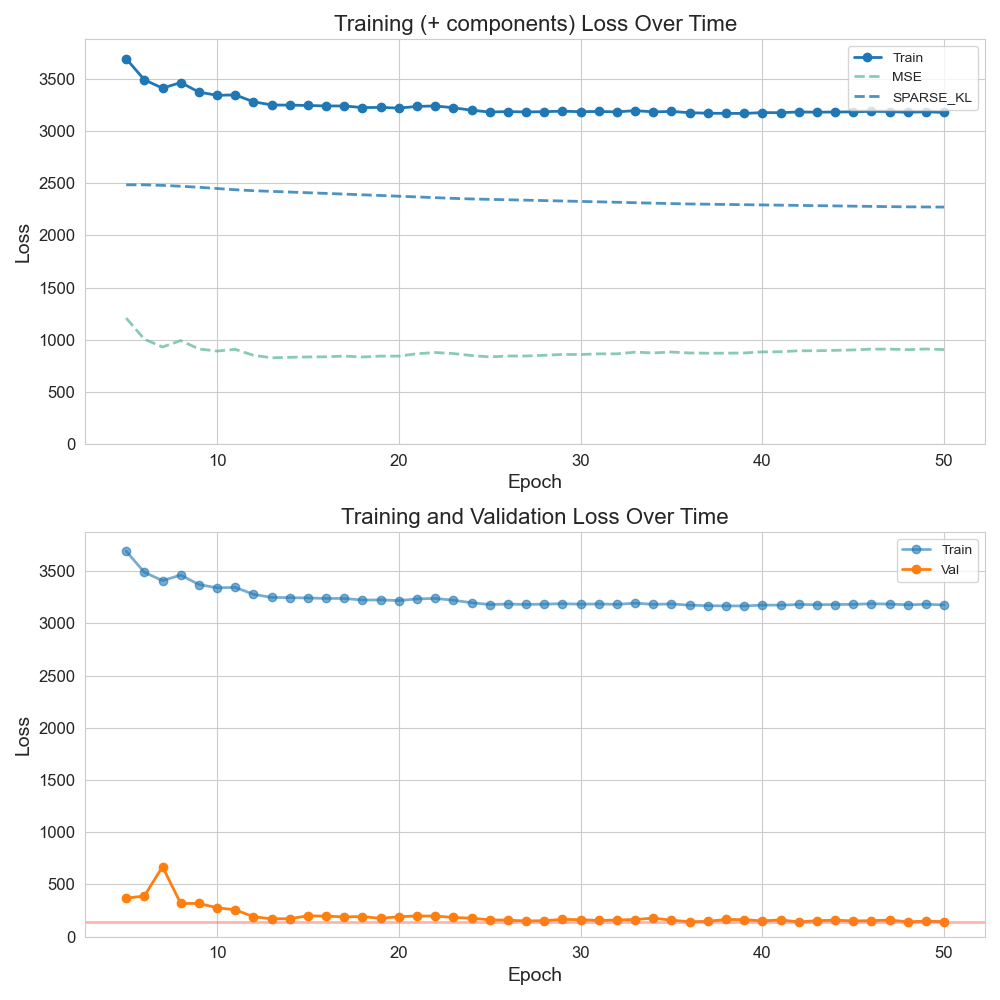 Training (+ components) Loss Over Time
Train
MSE
SPARSE_KL
3500
3000
2500
2000
1500
1000
500
0
Loss
10 20 30 40 50
Epoch
Training and Validation Loss Over Time
Train
Val
3500
3000
2500
2000
1500
1000
500
0
Loss
10 20 30 40 50
Epoch